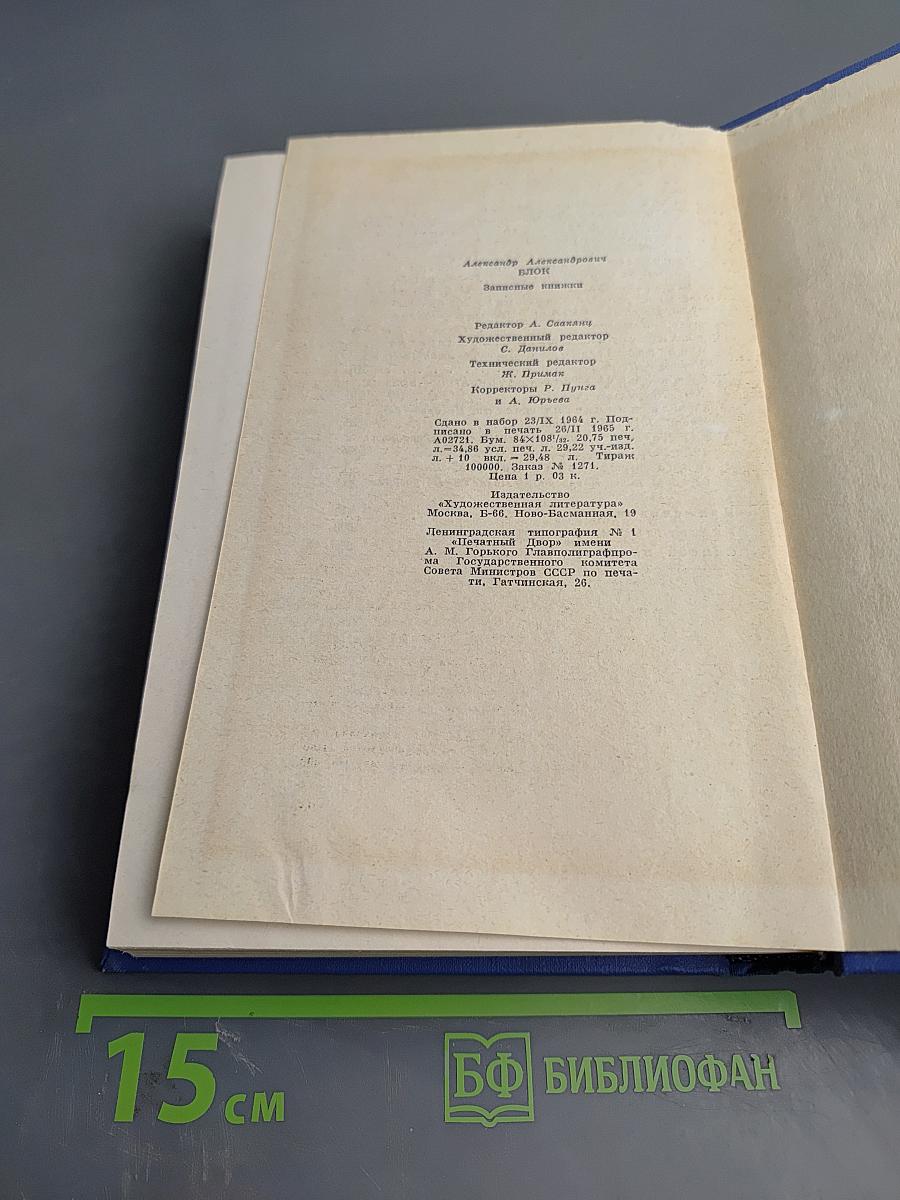 Александр Александрович
БЛОК
Записные книжки
Редактор А. Саакянц
Художественный редактор
С. Данилов
Технический редактор
Ж. Примак
Корректоры Р. Пунга
и А. Юрьева
Сдано в набор 23/IX 1964 г. Под-
писано в печать 26/II 1965 г.
А02721. Бум. 84×108¹/₃₂. 20,75 печ.
л.=34,86 усл. печ. л. 29,22 уч.-изд.
л. + 10 вкл. = 29,48 л. Тираж
100000. Заказ № 1271.
Цена 1 р. 03 к.
Издательство
«Художественная литература»
Москва, Б-66, Ново-Басманная, 19
Ленинградская типография № 1
«Печатный Двор» имени
А. М. Горького Главполиграфпро-
ма Государственного комитета
Совета Министров СССР по печа-
ти, Гатчинская, 26.
15 см
БФ БИБЛИОФАН